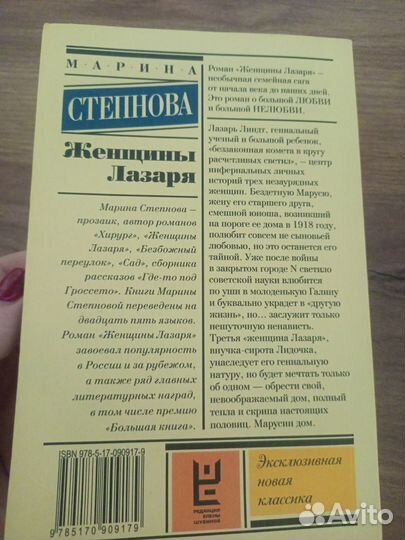 МАРИНА
СТЕПНОВА
Женщины
Лазаря
Марина Степнова –
прозаик, автор романов
«Хирург», «Женщины
Лазаря», «Безбожный
переулок», «Сад», сборника
рассказов «Где-то под
Гроссето». Книги Марины
Степновой переведены на
двадцать пять языков.
Роман «Женщины Лазаря»
завоевал популярность
в России и за рубежом,
а также ряд главных
литературных наград,
в том числе премию
«Большая книга».
Роман «Женщины Лазаря» –
необычная семейная сага
от начала века до наших дней.
Это роман о большой ЛЮБВИ
и большой НЕЛЮБВИ.
Лазарь Линдт, гениальный
ученый и большой ребенок,
"беззаконная комета в кругу
расчетливых светил», – центр
инфернальных личных
историй трех незаурядных
женщин. Бездетную Марусю,
жену его старшего друга,
смешной юноша, возникший
на пороге ее дома в 1918 году,
полюбит совсем не сыновьей
любовью, но это останется его
тайной. Уже после войны
в закрытом городе N светило
советской науки влюбится
по уши в молоденькую Галину
и буквально украдет в «другую
жизнь», но... заслужит только
нешуточную ненависть.
Третья «женщина Лазаря»,
внучка-сирота Лидочка,
унаследует его гениальную
натуру, но будет мечтать только
об одном — обрести свой,
невообразимый дом, полный
тепла и скрипа настоящих
половиц. Марусин дом.
ISBN 978-5-17-090917-9
9 785170 909179
РЕДАКЦИЯ
ЕЛЕНЫ
ШУБИНОЙ
Эксклюзивная
новая
классика
Avito